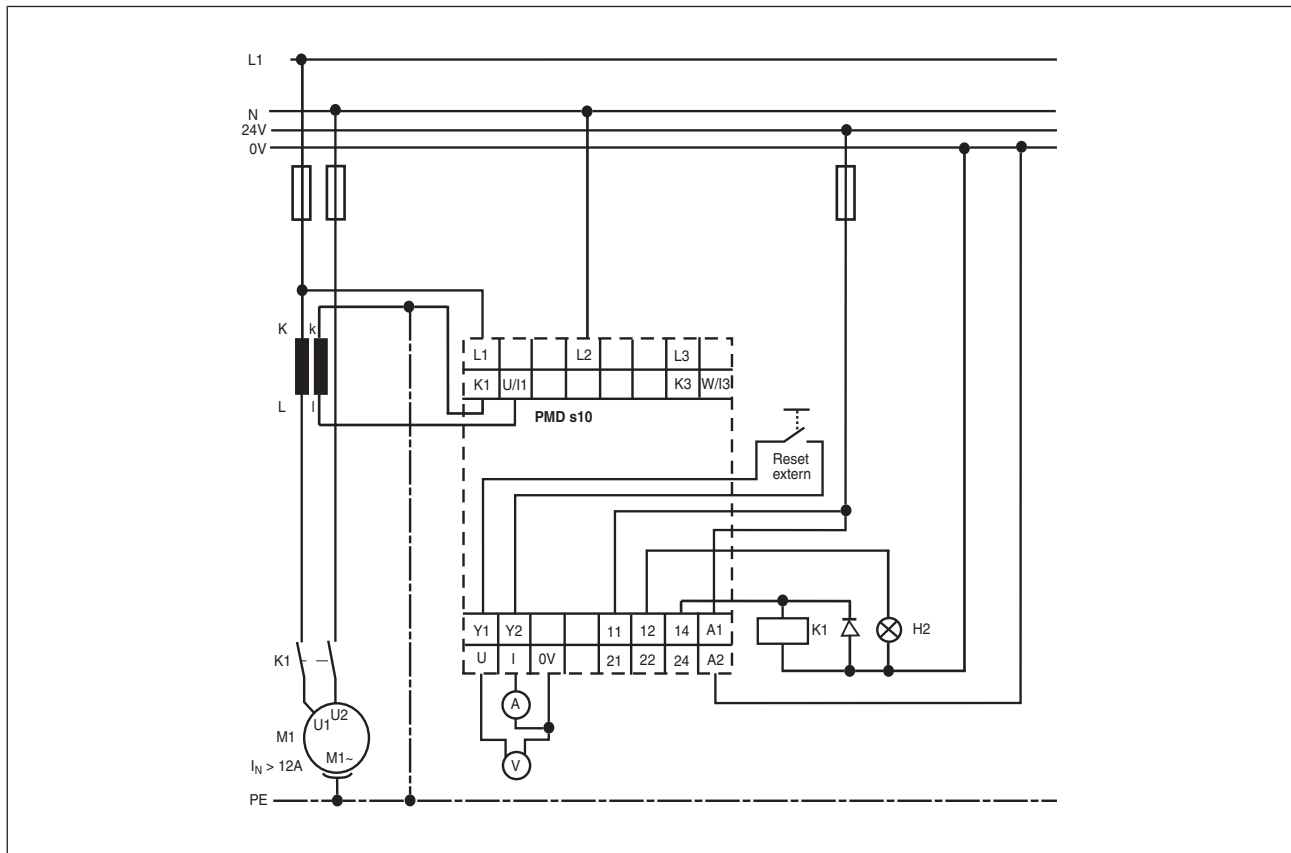 L1
N
24V
0V
K k
L l
L1 L2 L3
K1 U/I1 K3 W/I3
PMD s10
Reset
extern
Y1 Y2 11 12 14 A1
U I 0V 21 22 24 A2
K1 H2
K1
A
U1 U2
M1
M1~
IN > 12A
V
PE